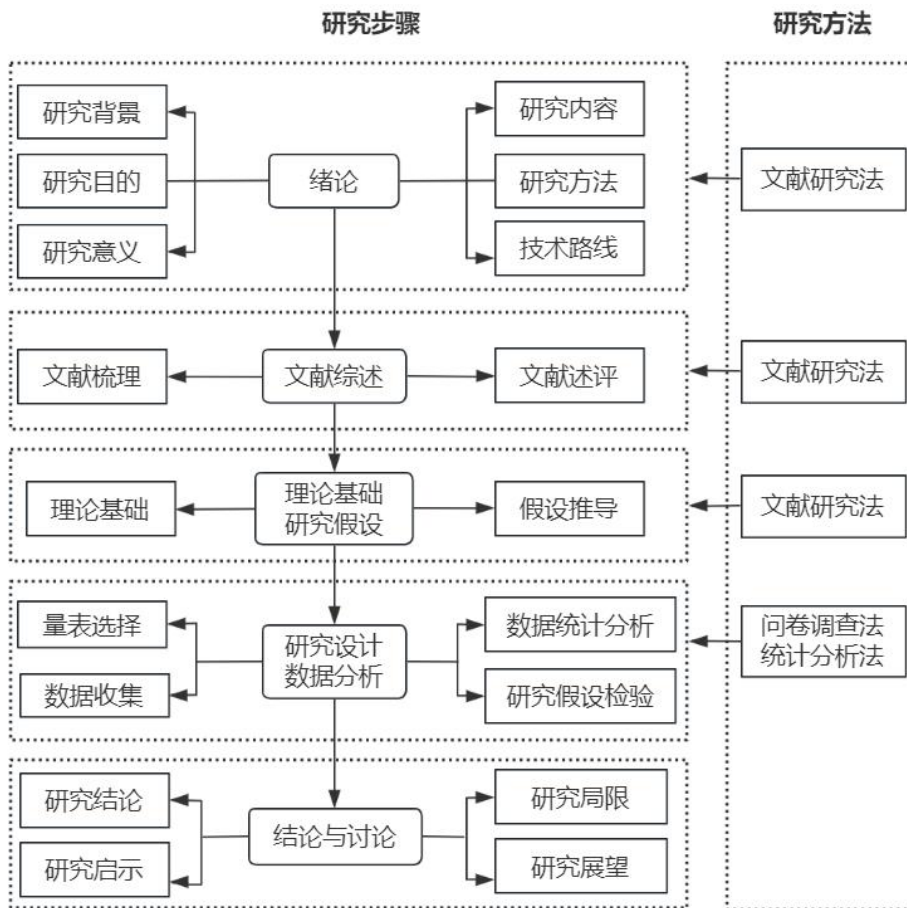 研究步骤
研究方法
研究背景
研究目的
研究意义
绪论
研究内容
研究方法
技术路线
文献研究法
文献梳理
文献综述
文献述评
文献研究法
理论基础
理论基础
研究假设
假设推导
文献研究法
量表选择
数据收集
研究设计
数据分析
数据统计分析
研究假设检验
问卷调查法
统计分析法
研究结论
研究启示
结论与讨论
研究局限
研究展望